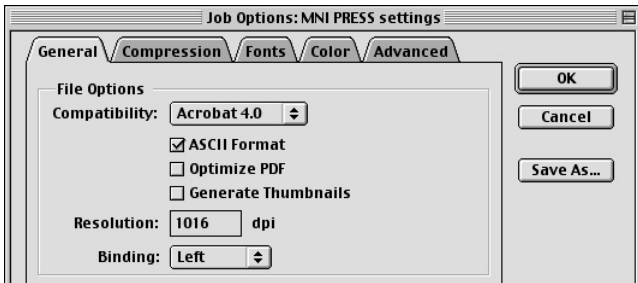 Job Options: MNI PRESS settings
General Compression Fonts Color Advanced
File Options
Compatibility: Acrobat 4.0
ASCII Format
Optimize PDF
Generate Thumbnails
Resolution: 1016 dpi
Binding: Left
OK
Cancel
Save As...